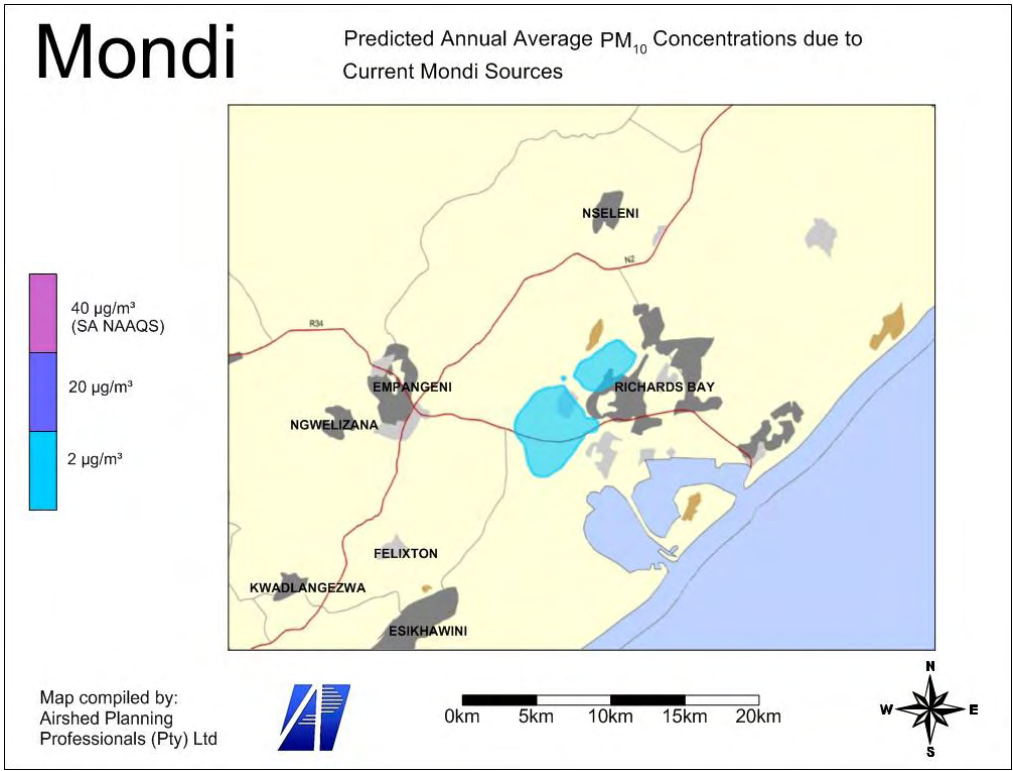 Mondi
Predicted Annual Average PM₁₀ Concentrations due to
Current Mondi Sources
40 µg/m³
(SA NAAQS)
20 µg/m³
2 µg/m³
NSELENI
N2
R34
EMPANGENI
RICHARDS BAY
NGWELIZANA
FELIXTON
KWADLANGEZWA
ESIKHAWINI
Map compiled by:
Airshed Planning
Professionals (Pty) Ltd
0km 5km 10km 15km 20km
N
W E
S